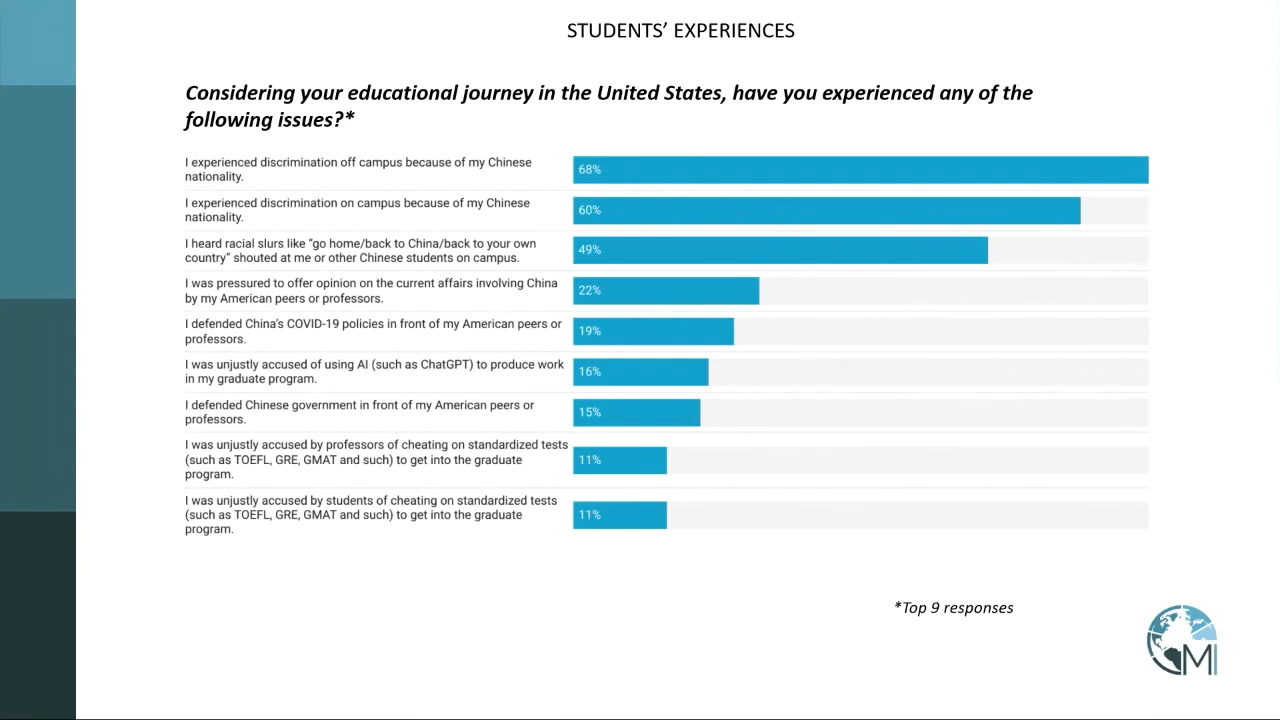 STUDENTS’ EXPERIENCES
Considering your educational journey in the United States, have you experienced any of the
following issues?*
I experienced discrimination off campus because of my Chinese
nationality.
68%
I experienced discrimination on campus because of my Chinese
nationality.
60%
I heard racial slurs like “go home/back to China/back to your own
country” shouted at me or other Chinese students on campus.
49%
I was pressured to offer opinion on the current affairs involving China
by my American peers or professors.
22%
I defended China’s COVID-19 policies in front of my American peers or
professors.
19%
I was unjustly accused of using AI (such as ChatGPT) to produce work
in my graduate program.
16%
I defended Chinese government in front of my American peers or
professors.
15%
I was unjustly accused by professors of cheating on standardized tests
(such as TOEFL, GRE, GMAT and such) to get into the graduate
program.
11%
I was unjustly accused by students of cheating on standardized tests
(such as TOEFL, GRE, GMAT and such) to get into the graduate
program.
11%
*Top 9 responses
MI